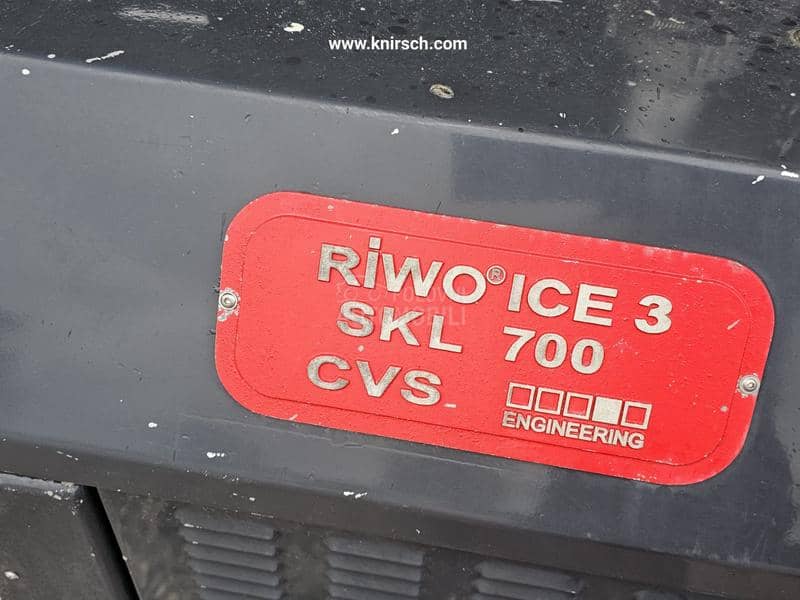 www.knirsch.com
RiWO® ICE 3
SKL 700
CVS
ENGINEERING